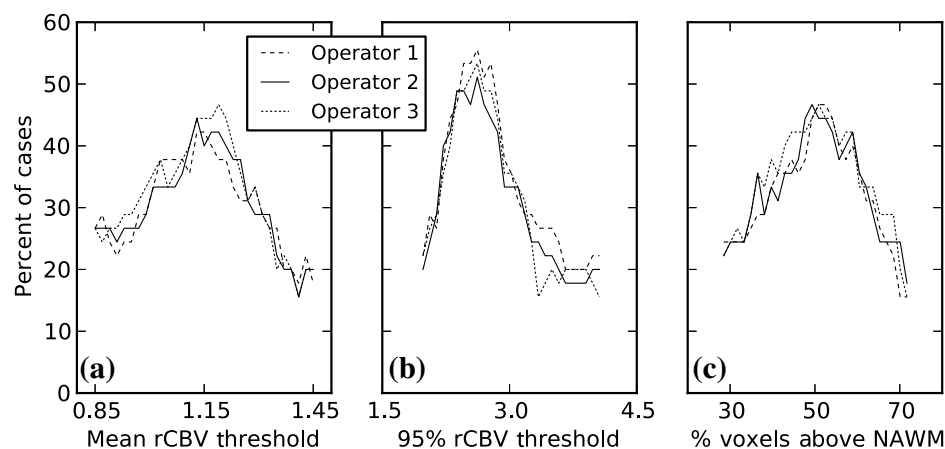 60
50
40
30
20
10
0
Percent of cases
Operator 1
Operator 2
Operator 3
(a)
(b)
(c)
0.85 1.15 1.45
1.5 3.0 4.5
30 50 70
Mean rCBV threshold
95% rCBV threshold
% voxels above NAWM